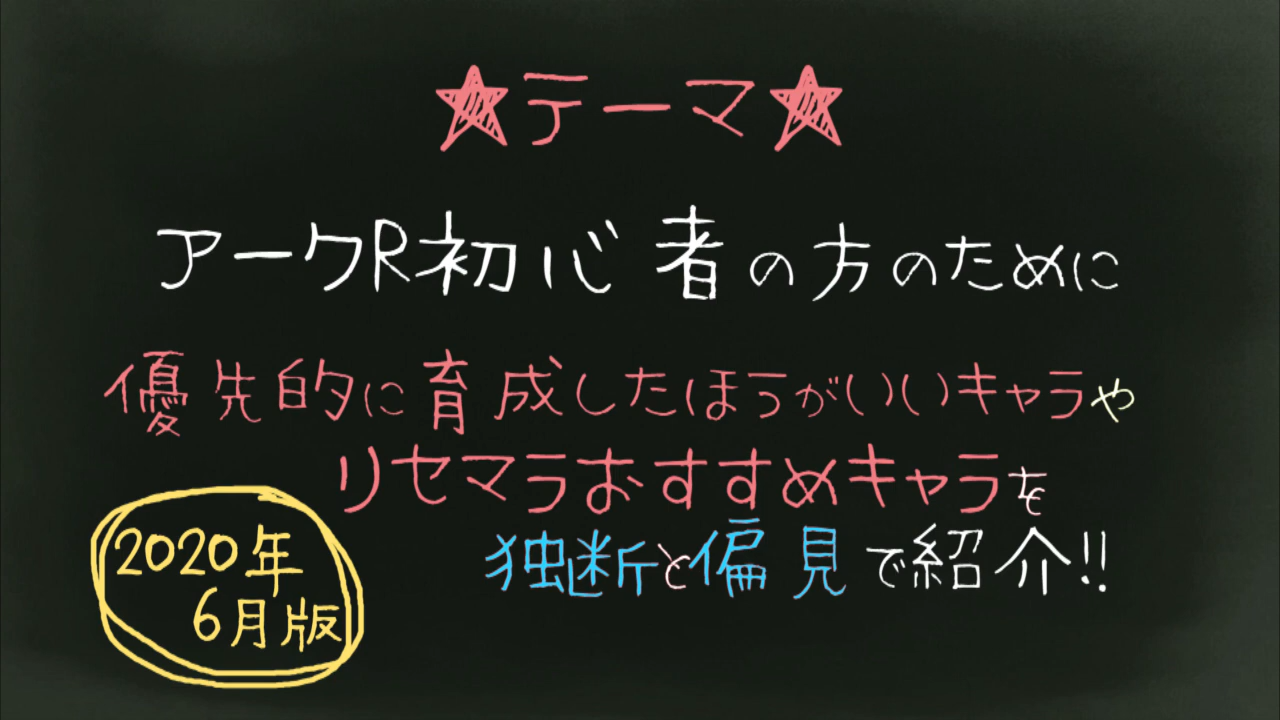 ★テーマ★
アークR初心者の方のために
優先的に育成したほうがいいキャラや
リセマラおすすめキャラを
独断と偏見で紹介!!
2020年
6月版